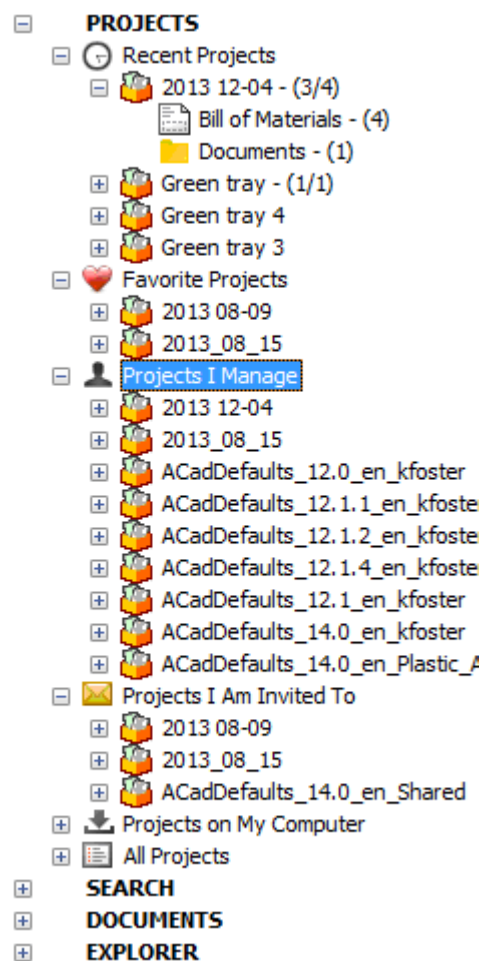 PROJECTS
Recent Projects
2013 12-04 - (3/4)
Bill of Materials - (4)
Documents - (1)
Green tray - (1/1)
Green tray 4
Green tray 3
Favorite Projects
2013 08-09
2013_08_15
Projects I Manage
2013 12-04
2013_08_15
ACadDefaults_12.0_en_kfoster
ACadDefaults_12.1.1_en_kfoste
ACadDefaults_12.1.2_en_kfoste
ACadDefaults_12.1.4_en_kfoste
ACadDefaults_12.1_en_kfoster
ACadDefaults_14.0_en_kfoster
ACadDefaults_14.0_en_Plastic_A
Projects I Am Invited To
2013 08-09
2013_08_15
ACadDefaults_14.0_en_Shared
Projects on My Computer
All Projects
SEARCH
DOCUMENTS
EXPLORER